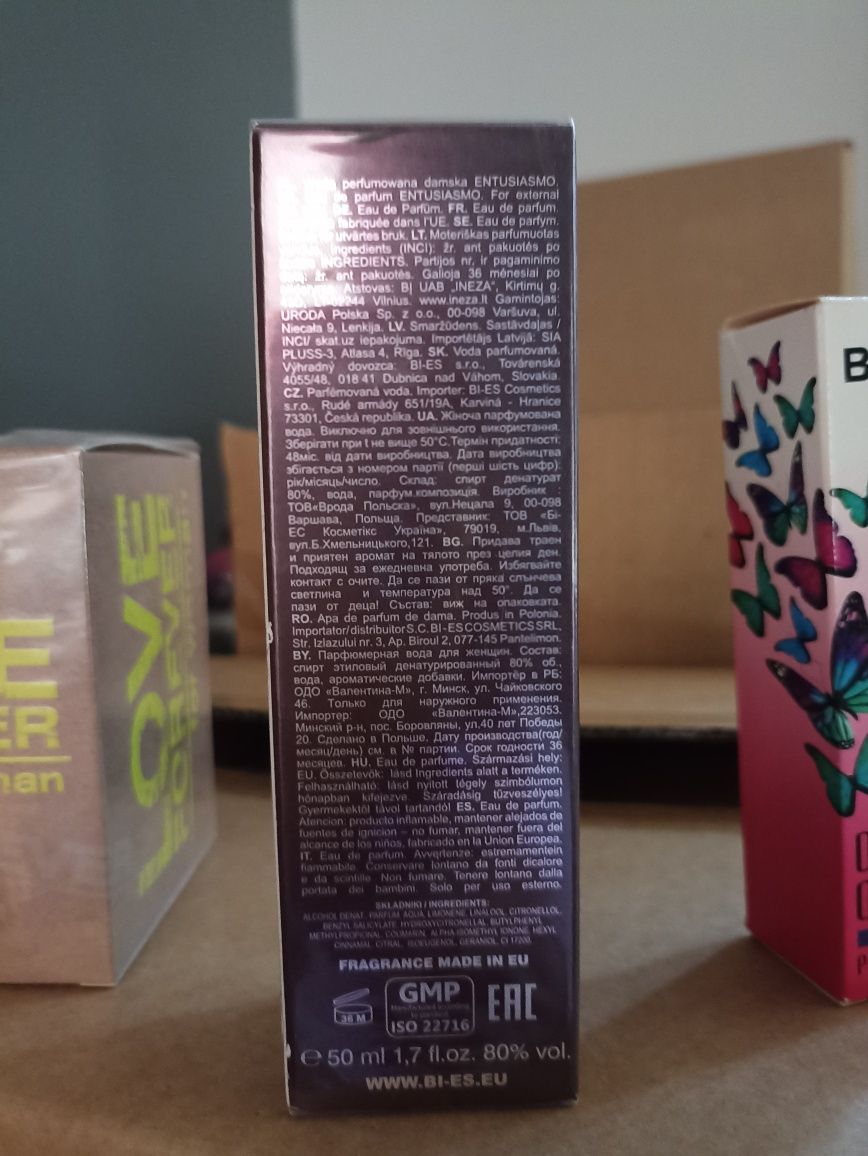 perfumowana damska ENTUSIASMO.
de parfum ENTUSIASMO. For external
DE. Eau de Parfüm. FR. Eau de parfum.
fabriquée dans l'UE. SE. Eau de parfym.
utvärtes bruk. LT. Moteriškas parfumuotas
Ingredients (INCI): žr. ant pakuotės po
INGREDIENTS. Partijos nr. ir pagaminimo
žr. ant pakuotės. Galioja 36 mėnesiai po
Atstovas: BĮ UAB „INEZA", Kirtimų g.
Vilnius. www.ineza.lt Gamintojas:
URODA Polska Sp. z o.o., 00-098 Varšuva, ul.
Niecała 9, Lenkija. LV. Smaržūdens. Sastāvdaļas /
INCI/ skat.uz iepakojuma. Importētājs Latvijā: SIA
PLUSS-3, Atlasa 4, Rīga. SK. Voda parfumovaná.
Výhradný dovozca: BI-ES s.r.o., Továrenská
4055/48, 018 41 Dubnica nad Váhom, Slovakia.
CZ. Parfémovaná voda. Importer: BI-ES Cosmetics
s.r.o., Rudé armády 651/19A, Karviná - Hranice
73301, Česká republika. UA. Жіноча парфумована
вода. Виключно для зовнішнього використання.
Зберігати при t не вище 50°C.Термін придатності:
48міс. від дати виробництва. Дата виробництва
збігається з номером партії (перші шість цифр):
рік/місяць/число. Склад: спирт денатурат
80%, вода, парфум.композиція. Виробник :
ТОВ«Врода Польска», вул.Нецала 9, 00-098
Варшава, Польща. Представник: ТОВ «Бі-
ЕС Косметікс Україна», 79019, м.Львів,
вул.Б.Хмельницького,121. BG. Придава траен
и приятен аромат на тялото през целия ден.
Подходящ за ежедневна употреба. Избягвайте
контакт с очите. Да се пази от пряка слънчева
светлина и температура над 50°. Да се
пази от деца! Състав: виж на опаковката.
RO. Apa de parfum de dama. Produs in Polonia.
Importator/distribuitor S.C. BI-ES COSMETICS SRL,
Str. Iziazului nr. 3, Ap. Biroul 2, 077-145 Pantelimon.
BY. Парфюмерная вода для женщин. Состав:
спирт этиловый денатурированный 80% об.,
вода, ароматические добавки. Импортёр в РБ:
ОДО «Валентина-М», г. Минск, ул. Чайковского
46. Только для наружного применения.
Импортер: ОДО «Валентина-М»,223053,
Минский р-н, пос. Боровляны, ул.40 лет Победы
20. Сделано в Польше. Дату производства(год/
месяц/день) см. в № партии. Срок годности 36
месяцев. HU. Eau de parfume. Származási hely:
EU. Összetevők: lásd Ingredients alatt a terméken.
Felhasználható: lásd nyitott tégely szimbólumon
hónapban kifejezve. Száradásig tűzveszélyes!
Gyermekektől távol tartandó! ES. Eau de parfum.
Atencion: producto inflamable, mantener alejados de
fuentes de ignicion – no fumar, mantener fuera del
alcance de los niños, fabricado en la Union Europea.
IT. Eau de parfum. Avvertenze: estremamentein
fiammabile. Conservare lontano da fonti dicalore
e da scintille. Non fumare. Tenere lontano dalla
portata dei bambini. Solo per uso esterno.
SKŁADNIKI / INGREDIENTS:
ALCOHOL DENAT. PARFUM. AQUA. LIMONENE. LINALOOL. CITRONELLOL.
BENZYL SALICYLATE. HYDROXYCITRONELLAL. BUTYLPHENYL
METHYLPROPIONAL. COUMARIN. ALPHA-ISOMETHYL IONONE. HEXYL
CINNAMAL. CITRAL. ISOEUGENOL. GERANIOL. CI 17200.
FRAGRANCE MADE IN EU
36 M
GMP
Manufactured according
ISO 22716
EAC
℮ 50 ml 1,7 fl.oz. 80% vol.
WWW.BI-ES.EU
LOVE
FOREVER